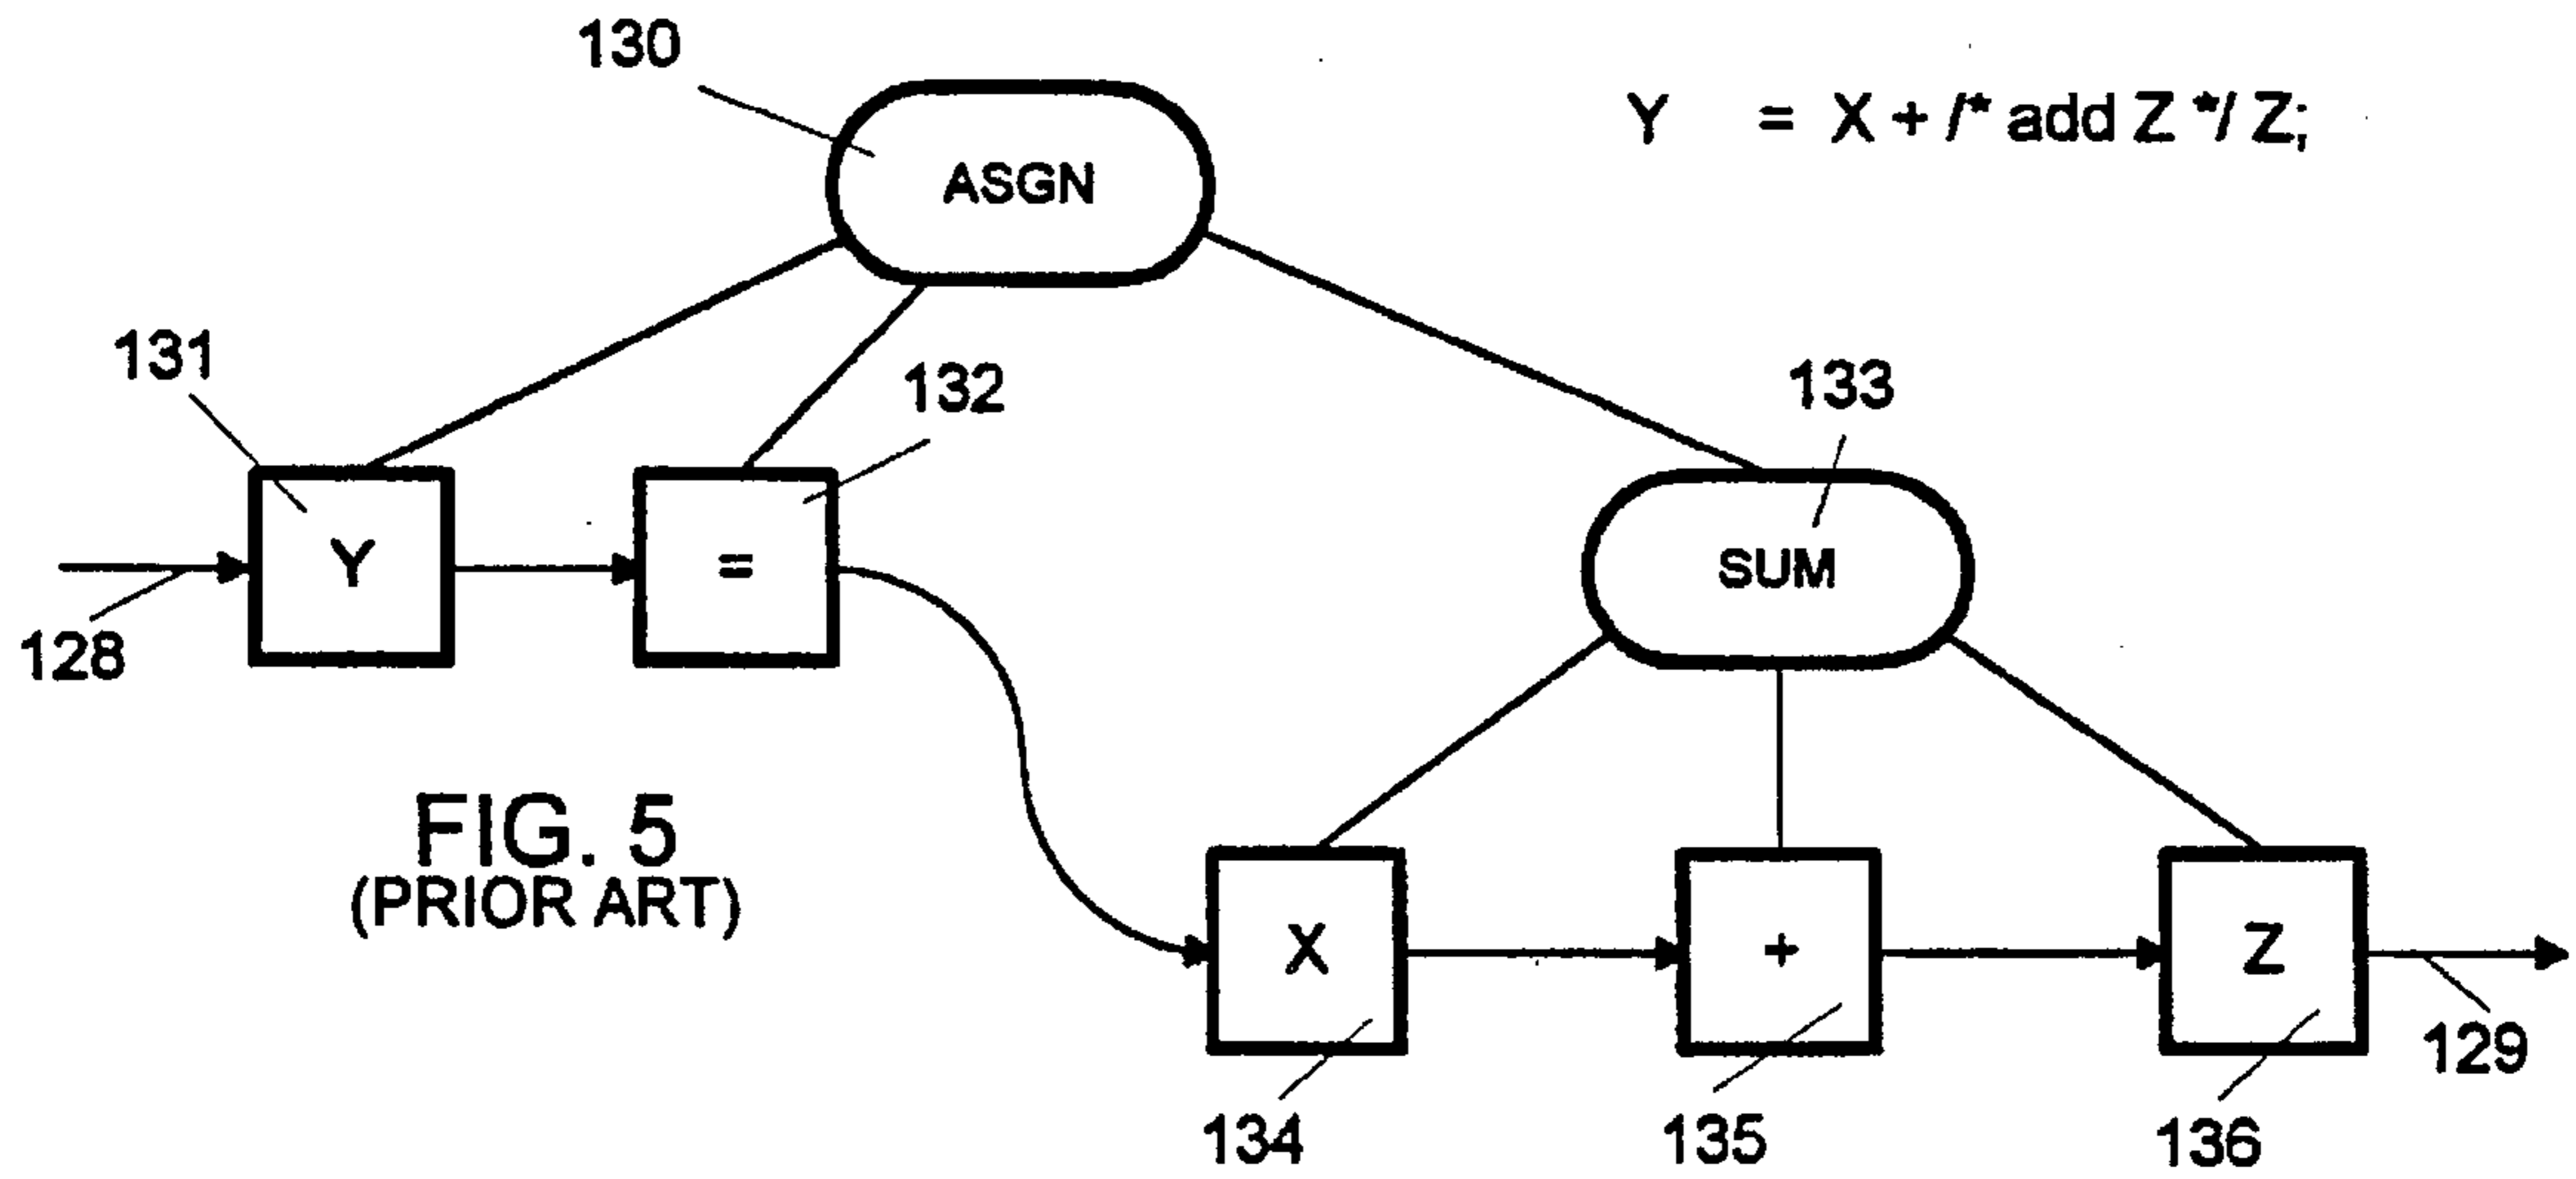 130
Y = X + /* add Z */ Z;
ASGN
131
132
133
Y
=
SUM
128
FIG. 5
(PRIOR ART)
X
+
Z
129
134
135
136